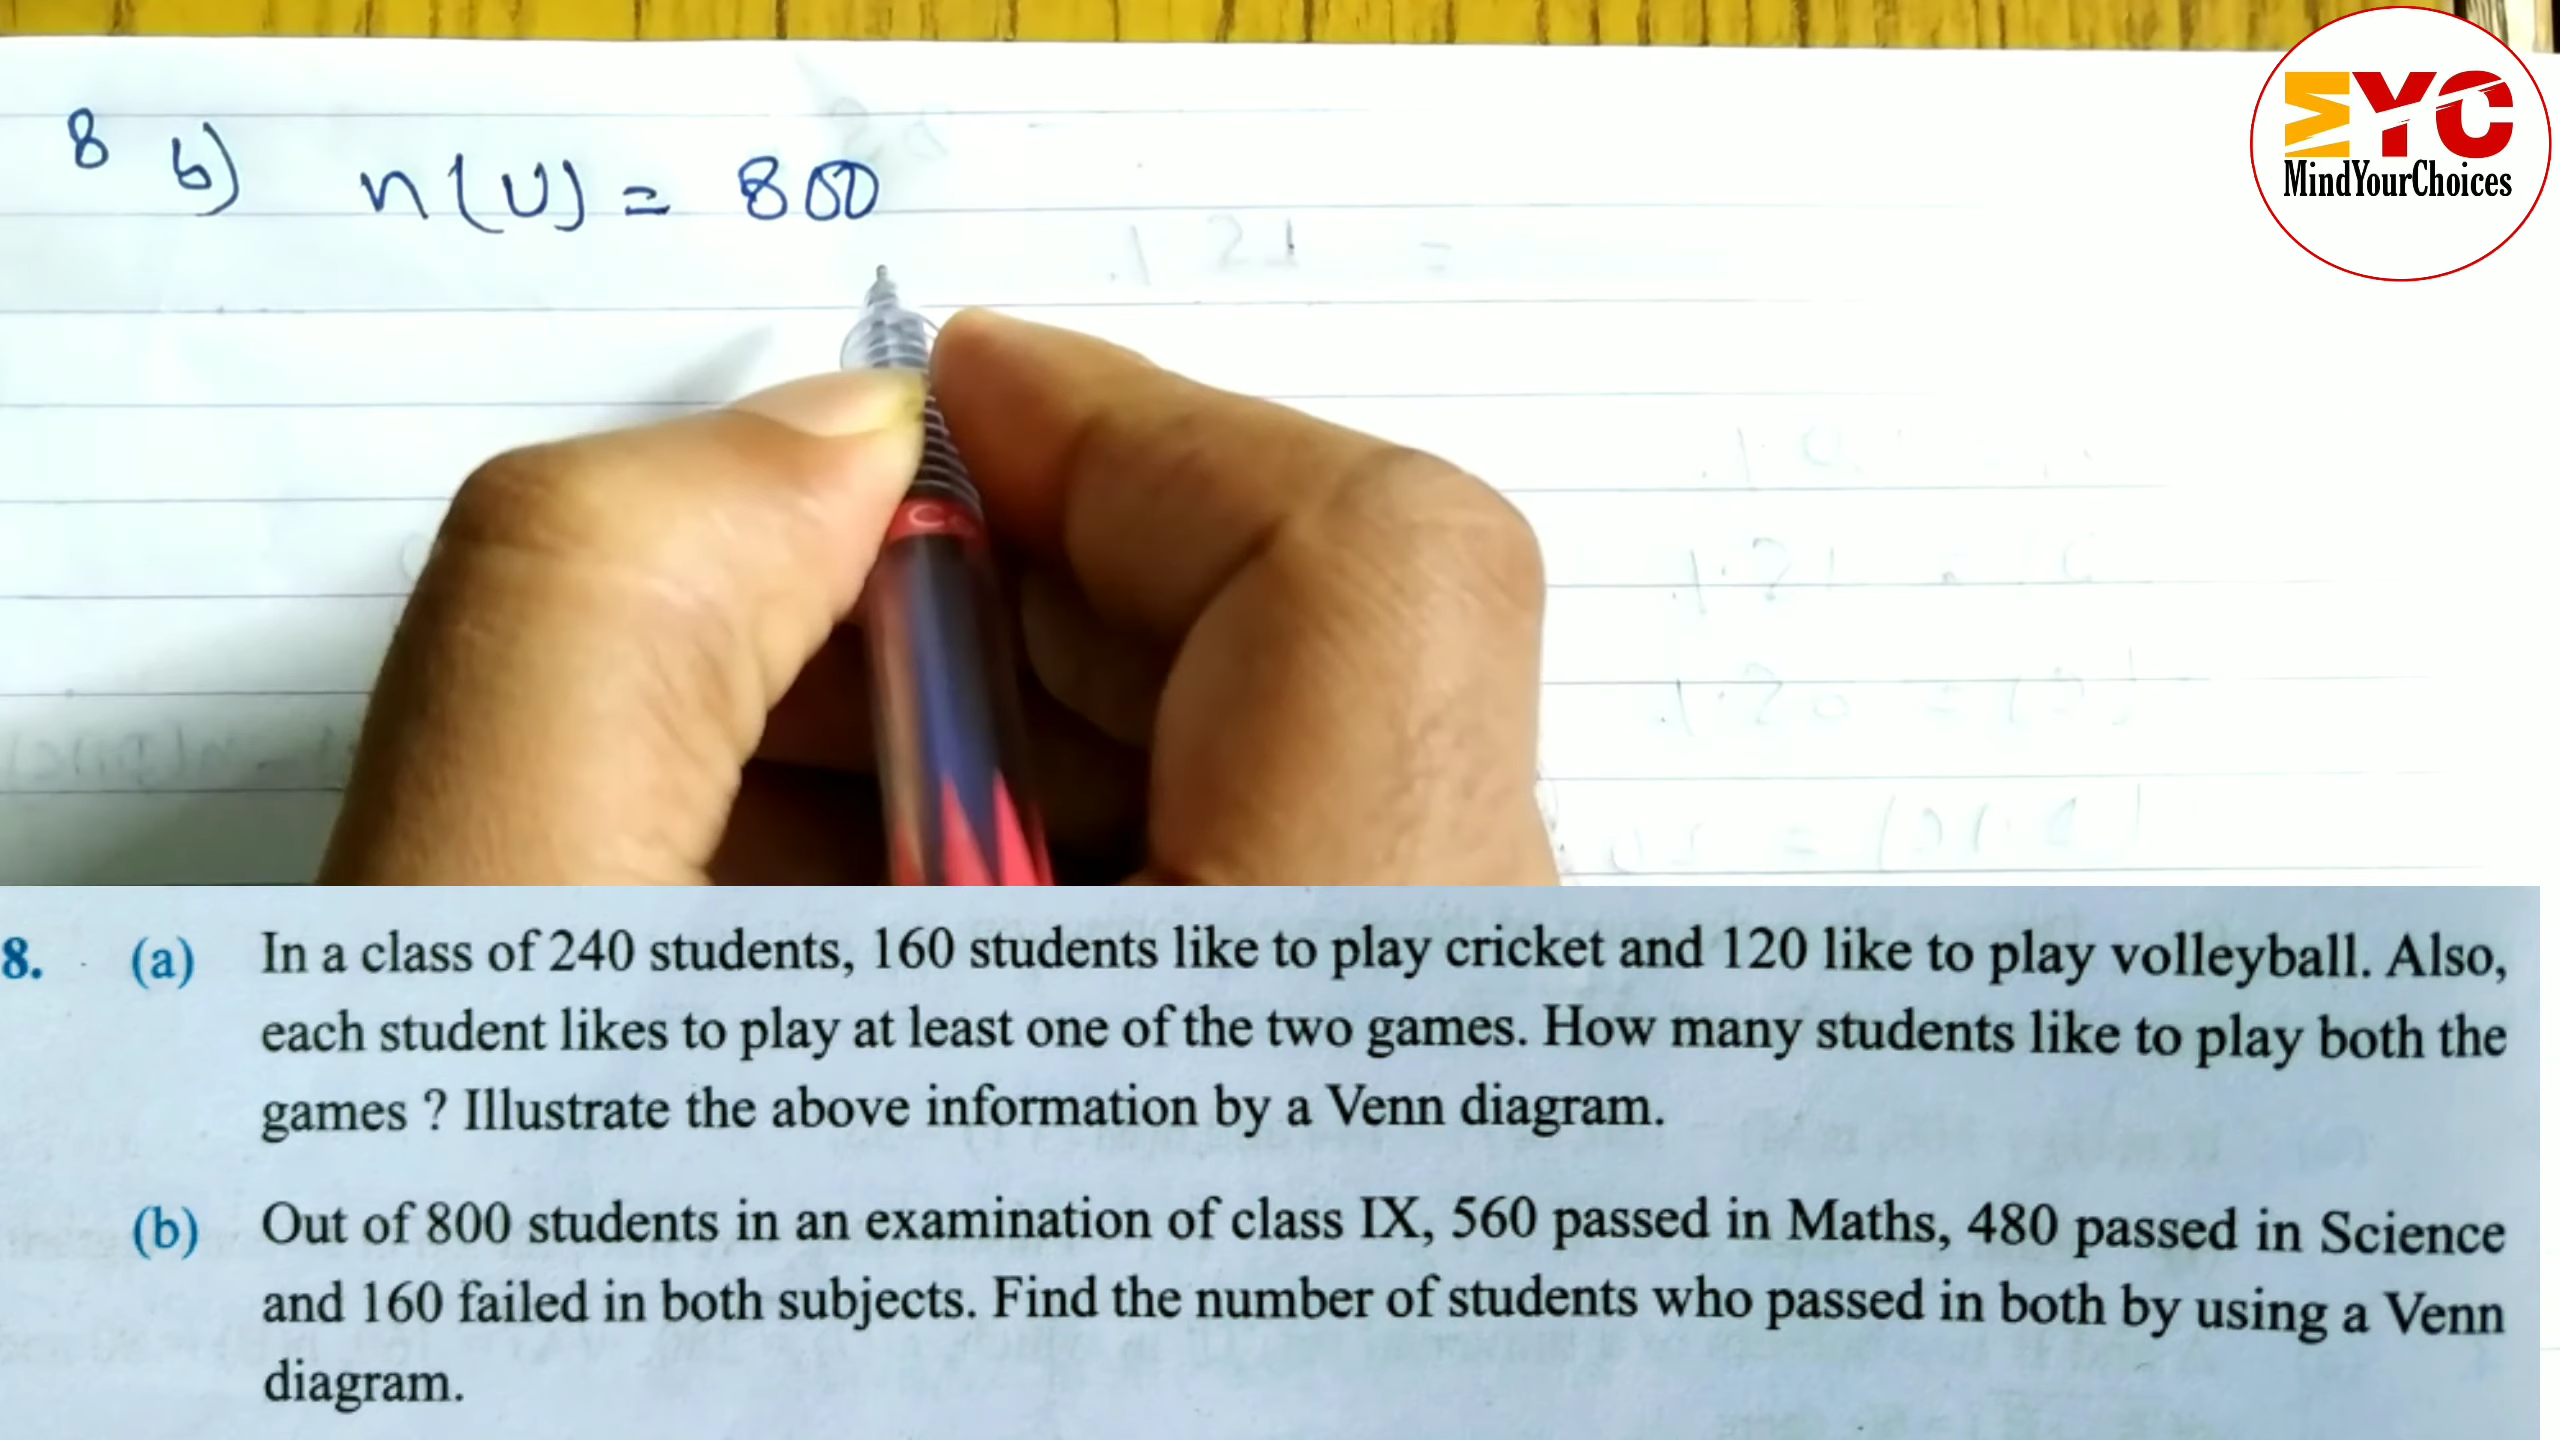 8 b) n(U) = 800
MYC
MindYourChoices
8. (a) In a class of 240 students, 160 students like to play cricket and 120 like to play volleyball. Also,
each student likes to play at least one of the two games. How many students like to play both the
games ? Illustrate the above information by a Venn diagram.
(b) Out of 800 students in an examination of class IX, 560 passed in Maths, 480 passed in Science
and 160 failed in both subjects. Find the number of students who passed in both by using a Venn
diagram.